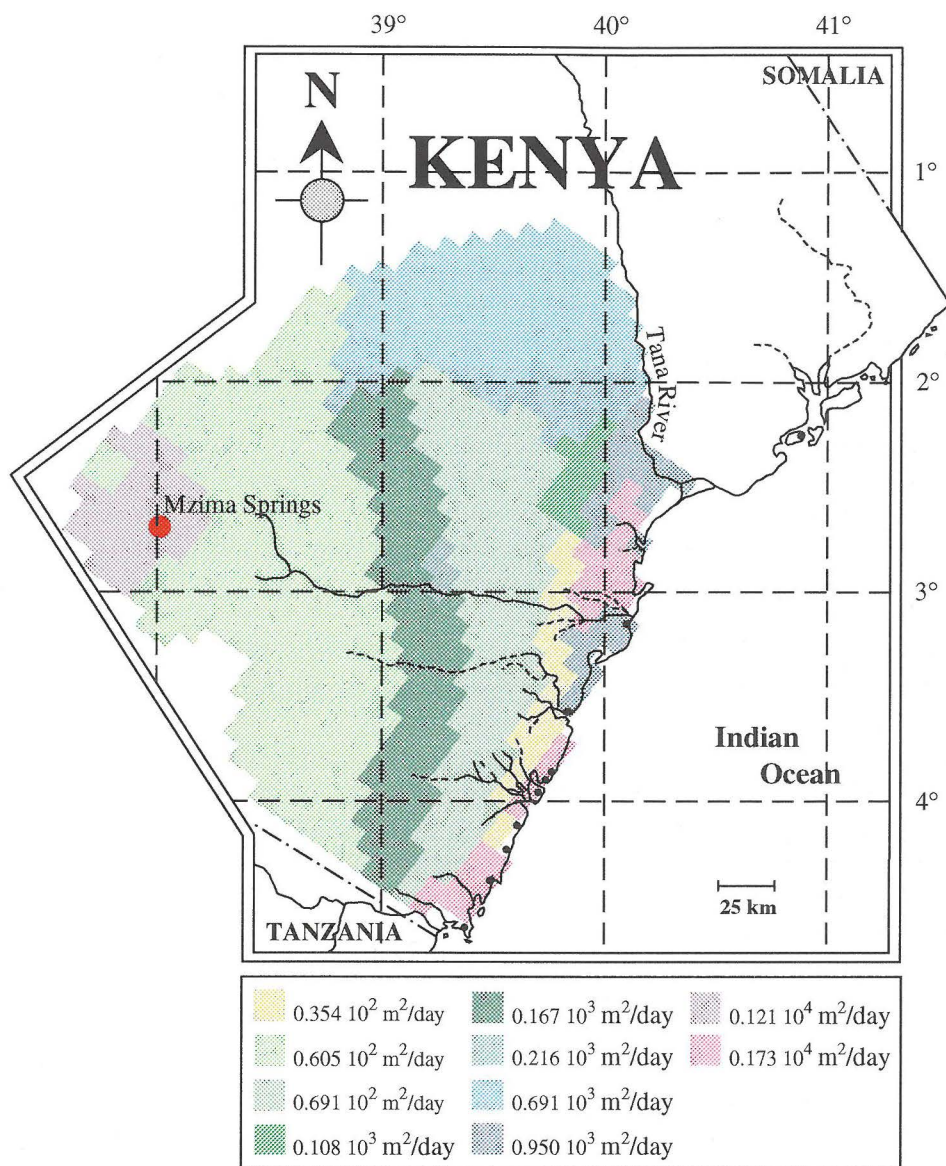 39° 40° 41°
SOMALIA
N
KENYA
1°
Tana River
2°
Mzima Springs
3°
Indian
Ocean
4°
25 km
TANZANIA
0.354 10² m²/day 0.167 10³ m²/day 0.121 10⁴ m²/day
0.605 10² m²/day 0.216 10³ m²/day 0.173 10⁴ m²/day
0.691 10² m²/day 0.691 10³ m²/day
0.108 10³ m²/day 0.950 10³ m²/day